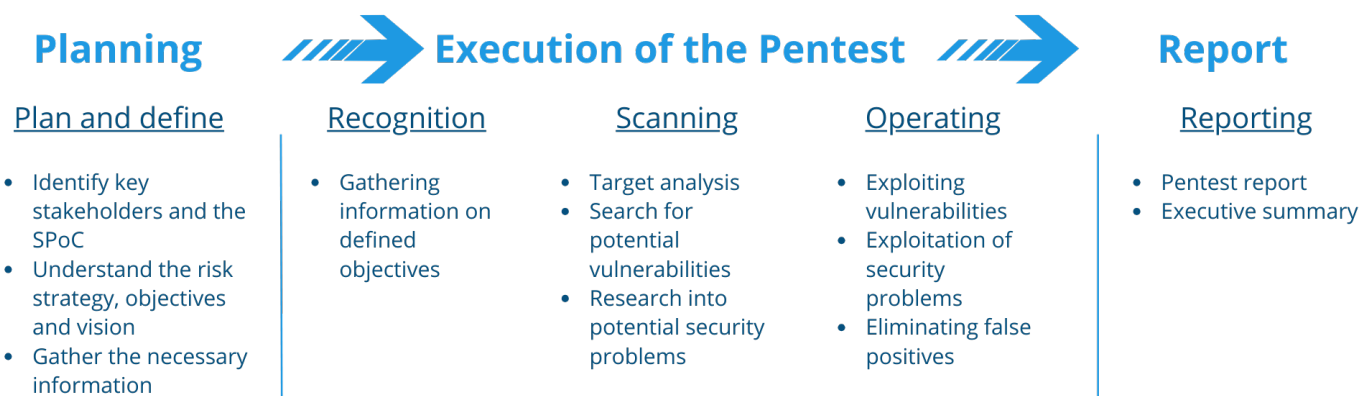 Planning
Execution of the Pentest
Report
Plan and define
• Identify key
stakeholders and the
SPoC
• Understand the risk
strategy, objectives
and vision
• Gather the necessary
information
Recognition
• Gathering
information on
defined
objectives
Scanning
• Target analysis
• Search for
potential
vulnerabilities
• Research into
potential security
problems
Operating
• Exploiting
vulnerabilities
• Exploitation of
security
problems
• Eliminating false
positives
Reporting
• Pentest report
• Executive summary